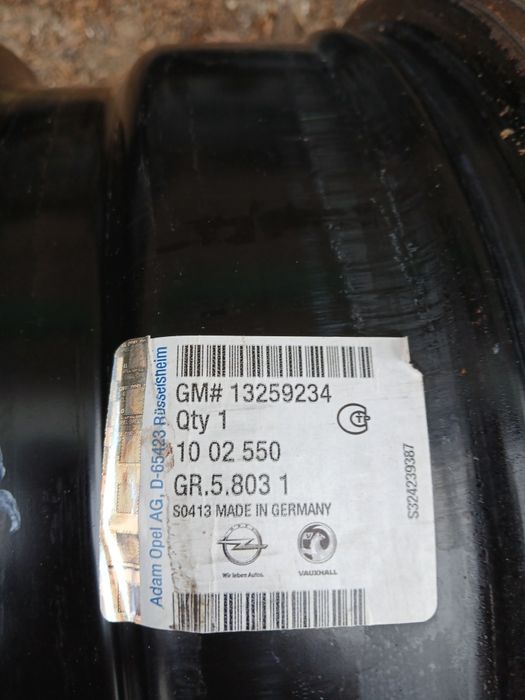 Adam Opel AG, D-65423 Rüsselsheim
GM# 13259234
Qty 1
10 02 550
GR.5.803 1
S0413 MADE IN GERMANY
Wir leben Autos.
VAUXHALL
S324239387